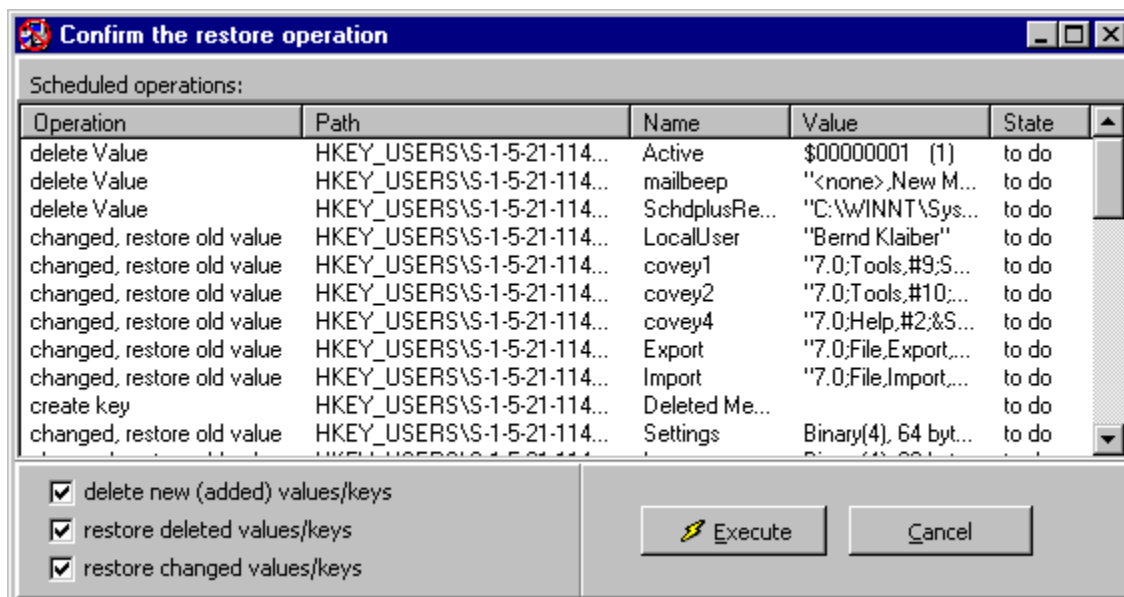 Confirm the restore operation
Scheduled operations:
Operation Path Name Value State
delete Value HKEY_USERS\S-1-5-21-114... Active $00000001 (1) to do
delete Value HKEY_USERS\S-1-5-21-114... mailbeep "<none>,New M... to do
delete Value HKEY_USERS\S-1-5-21-114... SchdplusRe... "C:\WINNT\Sys... to do
changed, restore old value HKEY_USERS\S-1-5-21-114... LocalUser "Bernd Klaiber" to do
changed, restore old value HKEY_USERS\S-1-5-21-114... covey1 "7.0;Tools,#9;S... to do
changed, restore old value HKEY_USERS\S-1-5-21-114... covey2 "7.0;Tools,#10;... to do
changed, restore old value HKEY_USERS\S-1-5-21-114... covey4 "7.0;Help,#2;&S... to do
changed, restore old value HKEY_USERS\S-1-5-21-114... Export "7.0;File,Export,... to do
changed, restore old value HKEY_USERS\S-1-5-21-114... Import "7.0;File,Import,... to do
create key HKEY_USERS\S-1-5-21-114... Deleted Me... to do
changed, restore old value HKEY_USERS\S-1-5-21-114... Settings Binary(4), 64 byt... to do
delete new (added) values/keys
restore deleted values/keys
restore changed values/keys
Execute
Cancel